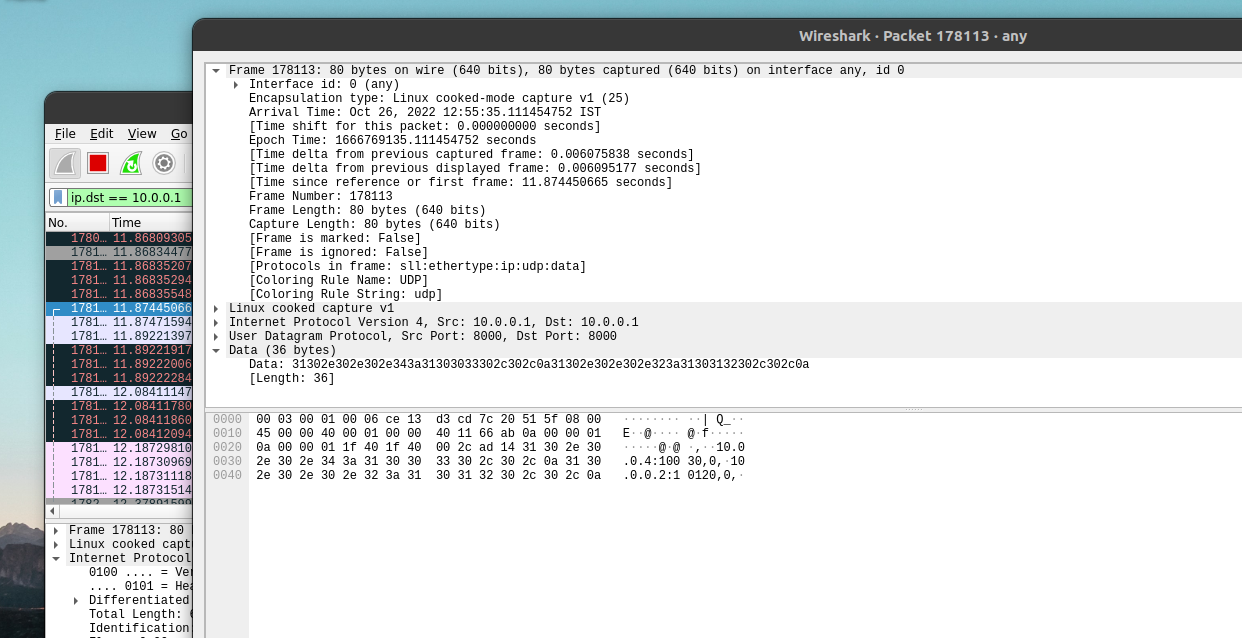 Wireshark · Packet 178113 · any
Frame 178113: 80 bytes on wire (640 bits), 80 bytes captured (640 bits) on interface any, id 0
Interface id: 0 (any)
Encapsulation type: Linux cooked-mode capture v1 (25)
Arrival Time: Oct 26, 2022 12:55:35.111454752 IST
[Time shift for this packet: 0.000000000 seconds]
Epoch Time: 1666769135.111454752 seconds
[Time delta from previous captured frame: 0.006075838 seconds]
[Time delta from previous displayed frame: 0.006095177 seconds]
[Time since reference or first frame: 11.874450665 seconds]
Frame Number: 178113
Frame Length: 80 bytes (640 bits)
Capture Length: 80 bytes (640 bits)
[Frame is marked: False]
[Frame is ignored: False]
[Protocols in frame: sll:ethertype:ip:udp:data]
[Coloring Rule Name: UDP]
[Coloring Rule String: udp]
Linux cooked capture v1
Internet Protocol Version 4, Src: 10.0.0.1, Dst: 10.0.0.1
User Datagram Protocol, Src Port: 8000, Dst Port: 8000
Data (36 bytes)
Data: 31302e302e302e343a31303033302c302c0a31302e302e302e323a31303132302c302c0a
[Length: 36]
0000 00 03 00 01 00 06 ce 13 d3 cd 7c 20 51 5f 08 00 ········ ··| Q_··
0010 45 00 00 40 00 01 00 00 40 11 66 ab 0a 00 00 01 E··@···· @·f·····
0020 0a 00 00 01 1f 40 1f 40 00 2c ad 14 31 30 2e 30 ·····@·@ ·,··10.0
0030 2e 30 2e 34 3a 31 30 30 33 30 2c 30 2c 0a 31 30 .0.4:100 30,0,·10
0040 2e 30 2e 30 2e 32 3a 31 30 31 32 30 2c 30 2c 0a .0.0.2:1 0120,0,·
File Edit View Go
ip.dst == 10.0.0.1
No. Time
1780… 11.86809305
1781… 11.86834477
1781… 11.86835207
1781… 11.86835294
1781… 11.86835548
1781… 11.87445066
1781… 11.87471594
1781… 11.89221397
1781… 11.89221917
1781… 11.89222006
1781… 11.89222284
1781… 12.08411147
1781… 12.08411780
1781… 12.08411860
1781… 12.08412094
1781… 12.18729810
1781… 12.18730969
1781… 12.18731118
1781… 12.18731514
Frame 178113: 80
Linux cooked capt
Internet Protocol
0100 .... = Ver
.... 0101 = Hea
Differentiated
Total Length:
Identification